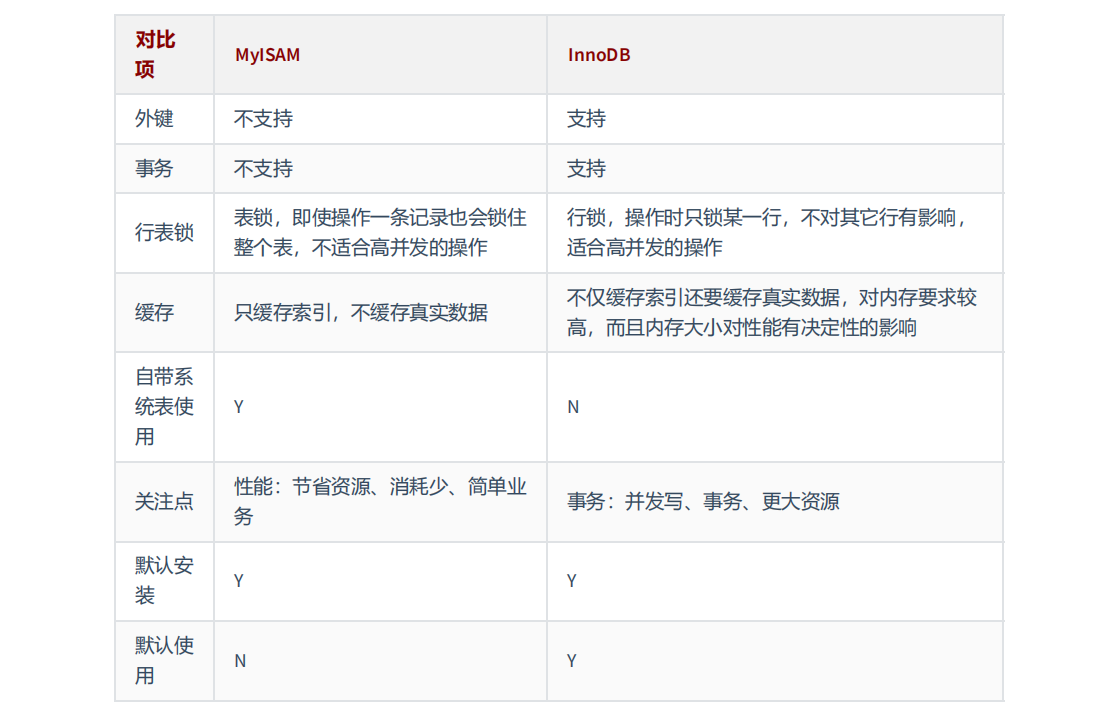 对比
项
MyISAM
InnoDB
外键
不支持
支持
事务
不支持
支持
行表锁
表锁，即使操作一条记录也会锁住
整个表，不适合高并发的操作
行锁，操作时只锁某一行，不对其它行有影响，
适合高并发的操作
缓存
只缓存索引，不缓存真实数据
不仅缓存索引还要缓存真实数据，对内存要求较
高，而且内存大小对性能有决定性的影响
自带系
统表使
用
Y
N
关注点
性能：节省资源、消耗少、简单业
务
事务：并发写、事务、更大资源
默认安
装
Y
Y
默认使
用
N
Y